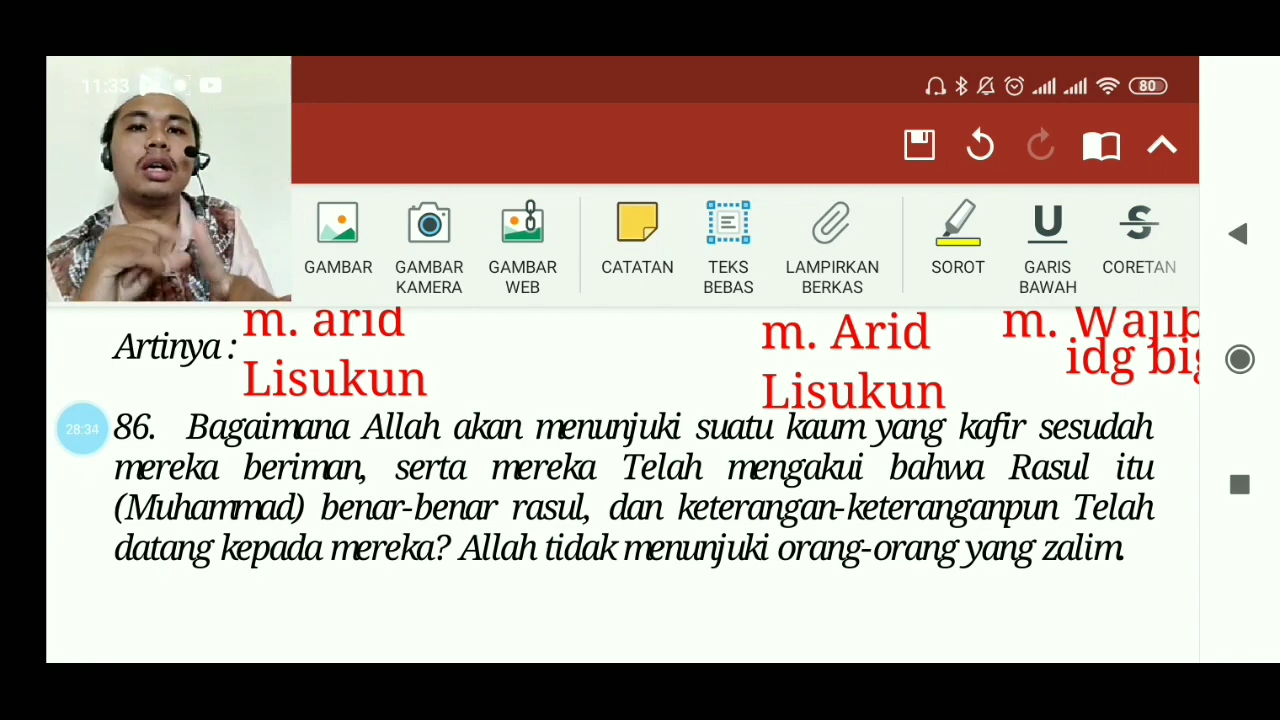 11:33
80
GAMBAR
GAMBAR KAMERA
GAMBAR WEB
CATATAN
TEKS BEBAS
LAMPIRKAN BERKAS
SOROT
GARIS BAWAH
CORETAN
m. arid
Lisukun
m. Arid
Lisukun
m. Wajib
idg big
Artinya :
28:34
86. Bagaimana Allah akan menunjuki suatu kaum yang kafir sesudah
mereka beriman, serta mereka Telah mengakui bahwa Rasul itu
(Muhammad) benar-benar rasul, dan keterangan-keteranganpun Telah
datang kepada mereka? Allah tidak menunjuki orang-orang yang zalim.